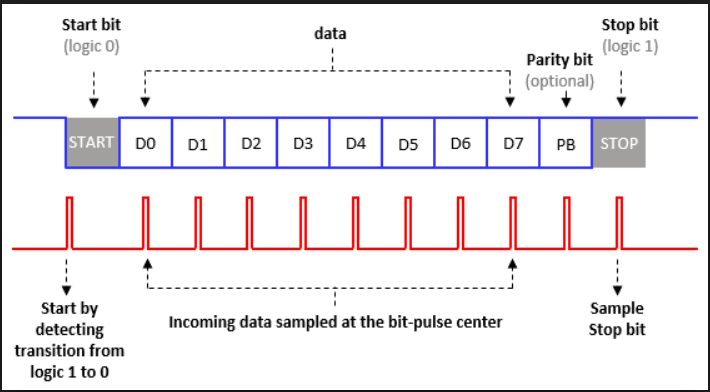 Start bit
(logic 0)
data
Stop bit
(logic 1)
Parity bit
(optional)
START D0 D1 D2 D3 D4 D5 D6 D7 PB STOP
Start by
detecting
transition from
logic 1 to 0
Incoming data sampled at the bit-pulse center
Sample
Stop bit